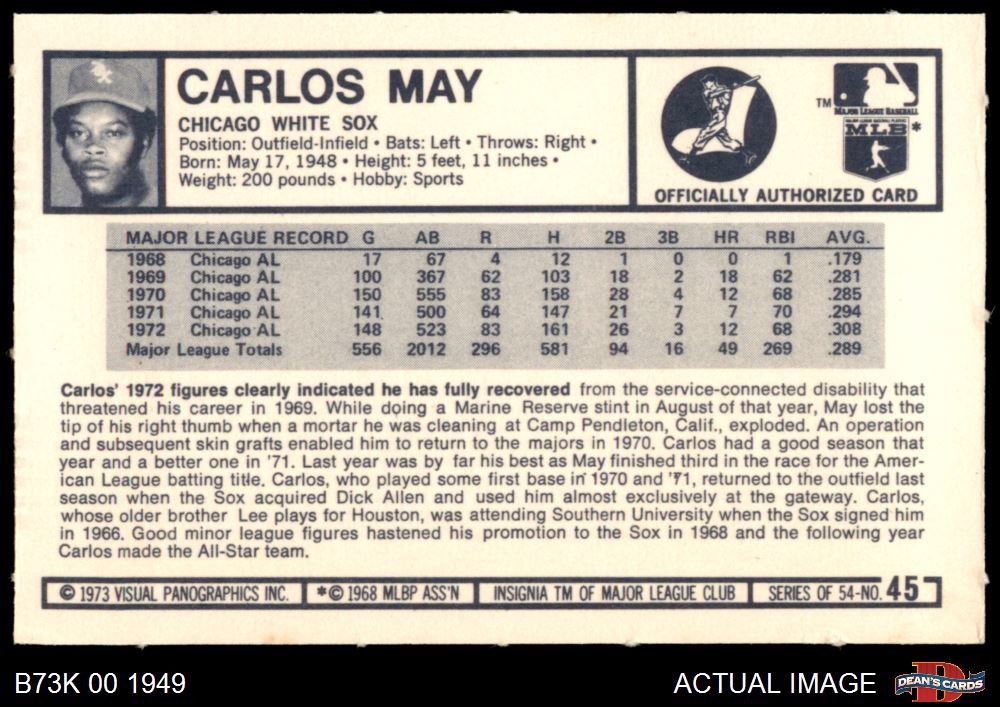 CARLOS MAY
CHICAGO WHITE SOX
Position: Outfield-Infield • Bats: Left • Throws: Right •
Born: May 17, 1948 • Height: 5 feet, 11 inches •
Weight: 200 pounds • Hobby: Sports
TM
MAJOR LEAGUE BASEBALL
MLB*
OFFICIALLY AUTHORIZED CARD
MAJOR LEAGUE RECORD G AB R H 2B 3B HR RBI AVG.
1968 Chicago AL 17 67 4 12 1 0 0 1 .179
1969 Chicago AL 100 367 62 103 18 2 18 62 .281
1970 Chicago AL 150 555 83 158 28 4 12 68 .285
1971 Chicago AL 141 500 64 147 21 7 7 70 .294
1972 Chicago AL 148 523 83 161 26 3 12 68 .308
Major League Totals 556 2012 296 581 94 16 49 269 .289
Carlos' 1972 figures clearly indicated he has fully recovered from the service-connected disability that
threatened his career in 1969. While doing a Marine Reserve stint in August of that year, May lost the
tip of his right thumb when a mortar he was cleaning at Camp Pendleton, Calif., exploded. An operation
and subsequent skin grafts enabled him to return to the majors in 1970. Carlos had a good season that
year and a better one in '71. Last year was by far his best as May finished third in the race for the Amer-
ican League batting title. Carlos, who played some first base in 1970 and '71, returned to the outfield last
season when the Sox acquired Dick Allen and used him almost exclusively at the gateway. Carlos,
whose older brother Lee plays for Houston, was attending Southern University when the Sox signed him
in 1966. Good minor league figures hastened his promotion to the Sox in 1968 and the following year
Carlos made the All-Star team.
© 1973 VISUAL PANOGRAPHICS INC. *© 1968 MLBP ASS'N INSIGNIA TM OF MAJOR LEAGUE CLUB SERIES OF 54-NO. 45
B73K 00 1949 ACTUAL IMAGE DEAN'S CARDS